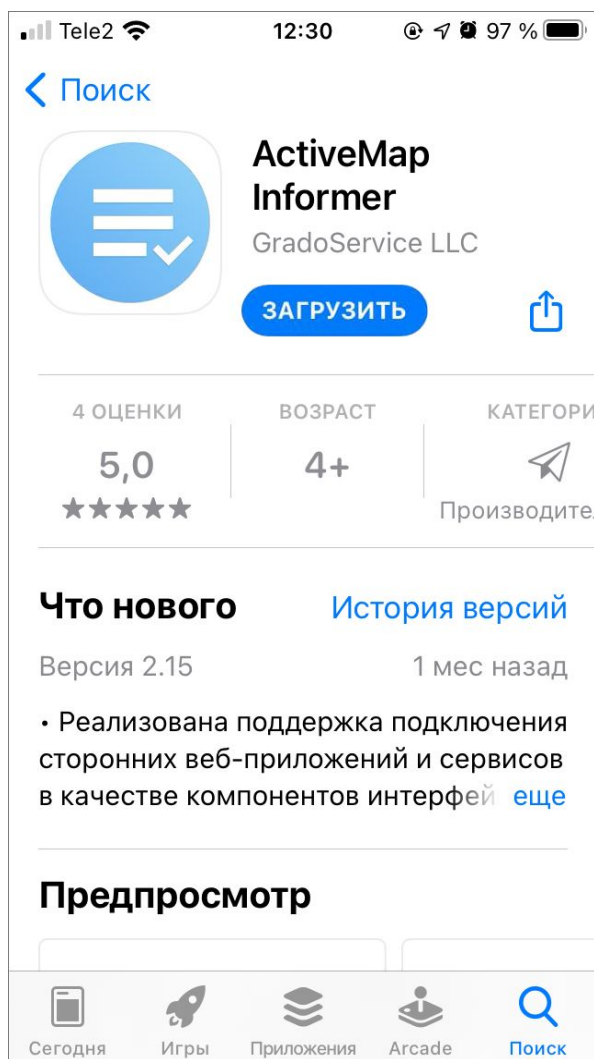 Tele2 12:30 97 %
Поиск
ActiveMap
Informer
GradoService LLC
ЗАГРУЗИТЬ
4 ОЦЕНКИ ВОЗРАСТ КАТЕГОРИ
5,0 4+
Производите
Что нового История версий
Версия 2.15 1 мес назад
• Реализована поддержка подключения
сторонних веб-приложений и сервисов
в качестве компонентов интерфей еще
Предпросмотр
Сегодня Игры Приложения Arcade Поиск